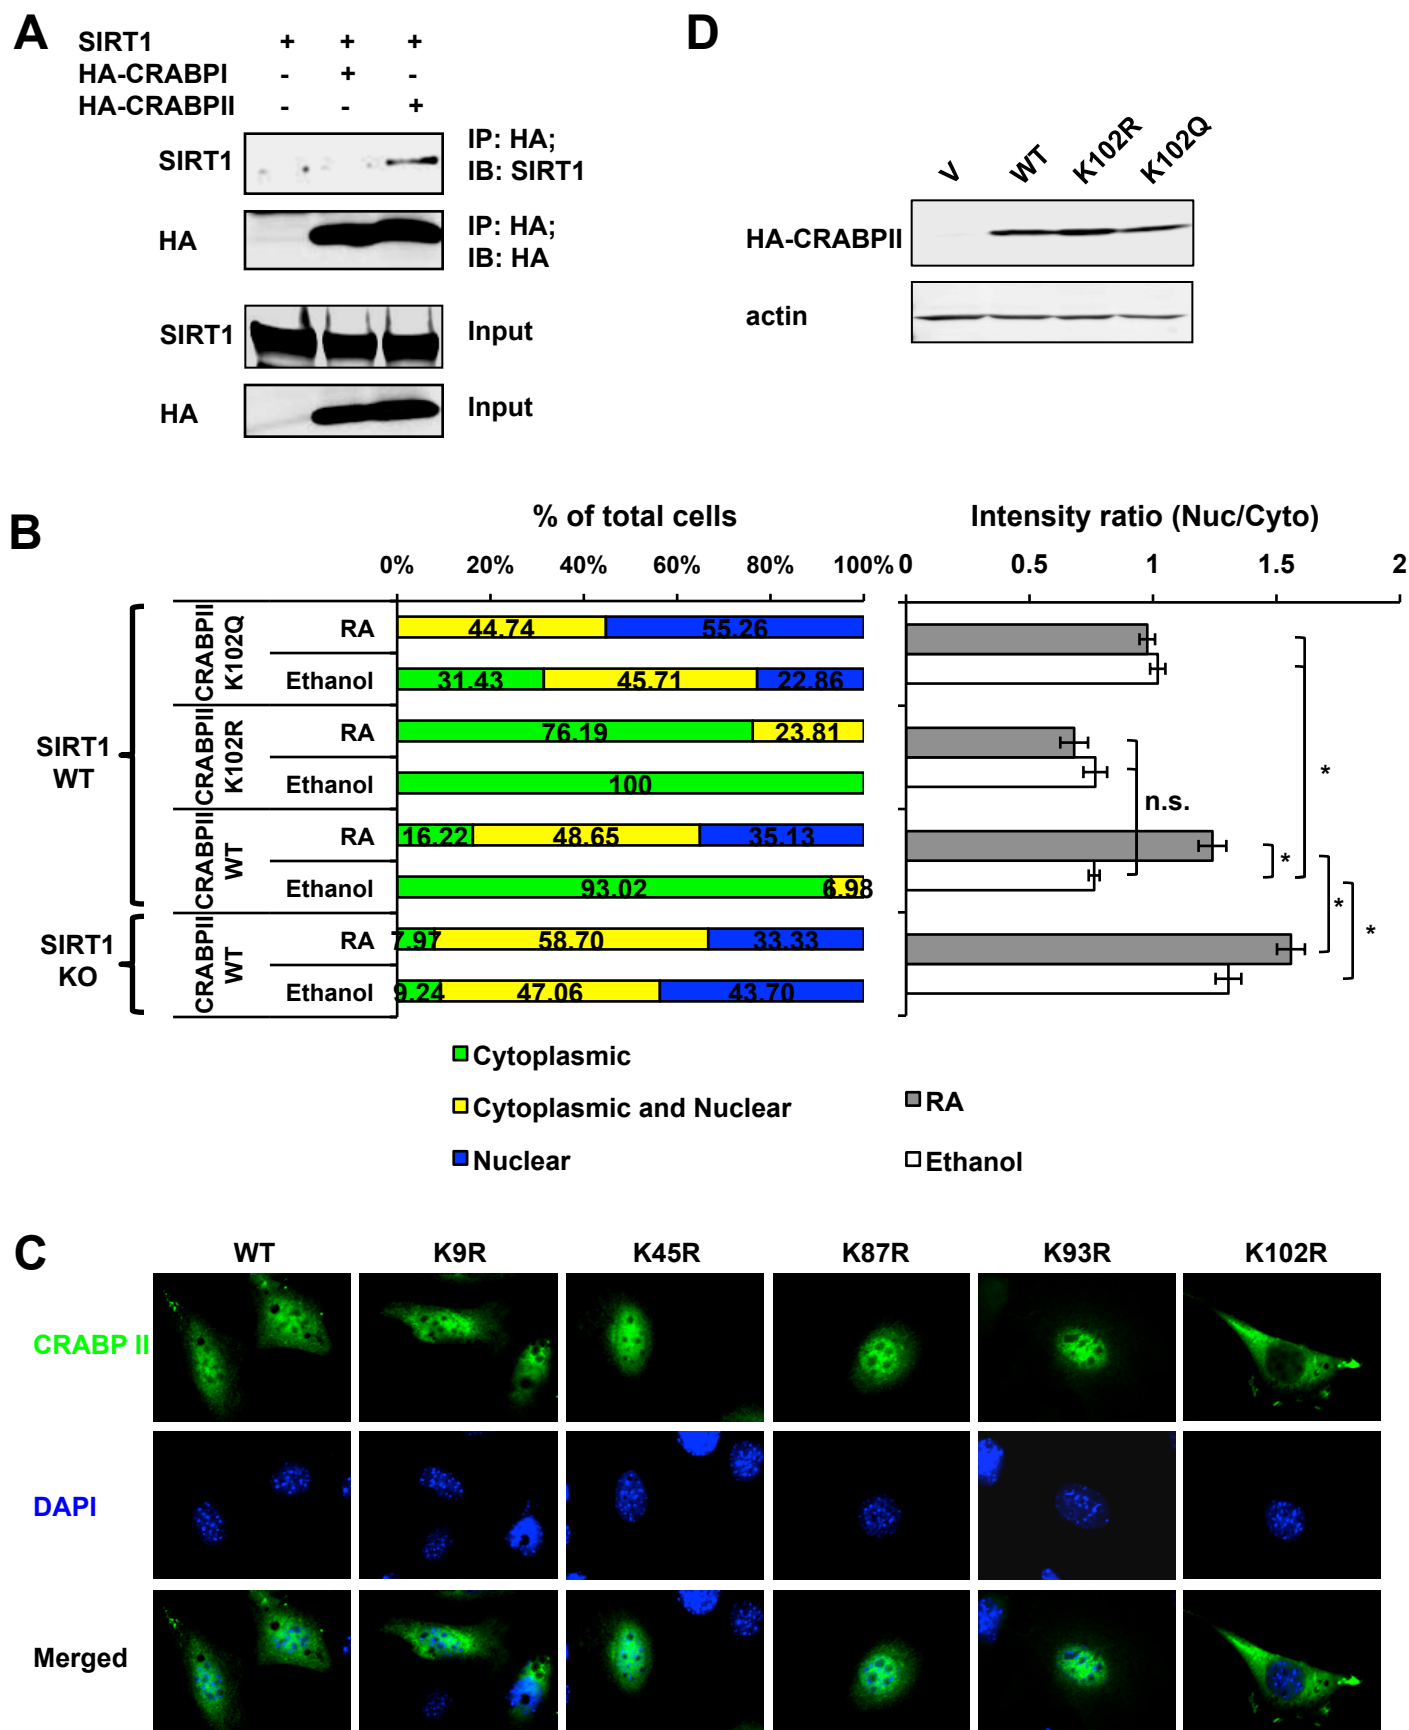 A
SIRT1 + + +
HA-CRABPI - + -
HA-CRABPII - - +
SIRT1
IP: HA;
IB: SIRT1
HA
IP: HA;
IB: HA
SIRT1
Input
HA
Input
D
V WT K102R K102Q
HA-CRABPII
actin
B
% of total cells
Intensity ratio (Nuc/Cyto)
0% 20% 40% 60% 80% 100%
0 0.5 1 1.5 2
SIRT1
WT
CRABPII
K102Q
RA 44.74 55.26
Ethanol 31.43 45.71 22.86
CRABPII
K102R
RA 76.19 23.81
Ethanol 100
CRABPII
WT
RA 16.22 48.65 35.13
Ethanol 93.02 6.98
SIRT1
KO
CRABPII
WT
RA 7.97 58.70 33.33
Ethanol 9.24 47.06 43.70
*
n.s.
*
*
*
Cytoplasmic
Cytoplasmic and Nuclear
Nuclear
RA
Ethanol
C
WT K9R K45R K87R K93R K102R
CRABP II
DAPI
Merged